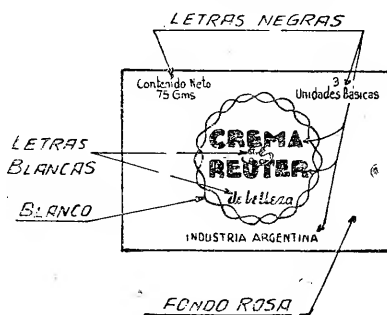 LETRAS NEGRAS
Contenido Neto
75 Gms
3
Unidades Básicas
CREMA
REUTER
de belleza
INDUSTRIA ARGENTINA
LETRAS
BLANCAS
BLANCO
FONDO ROSA